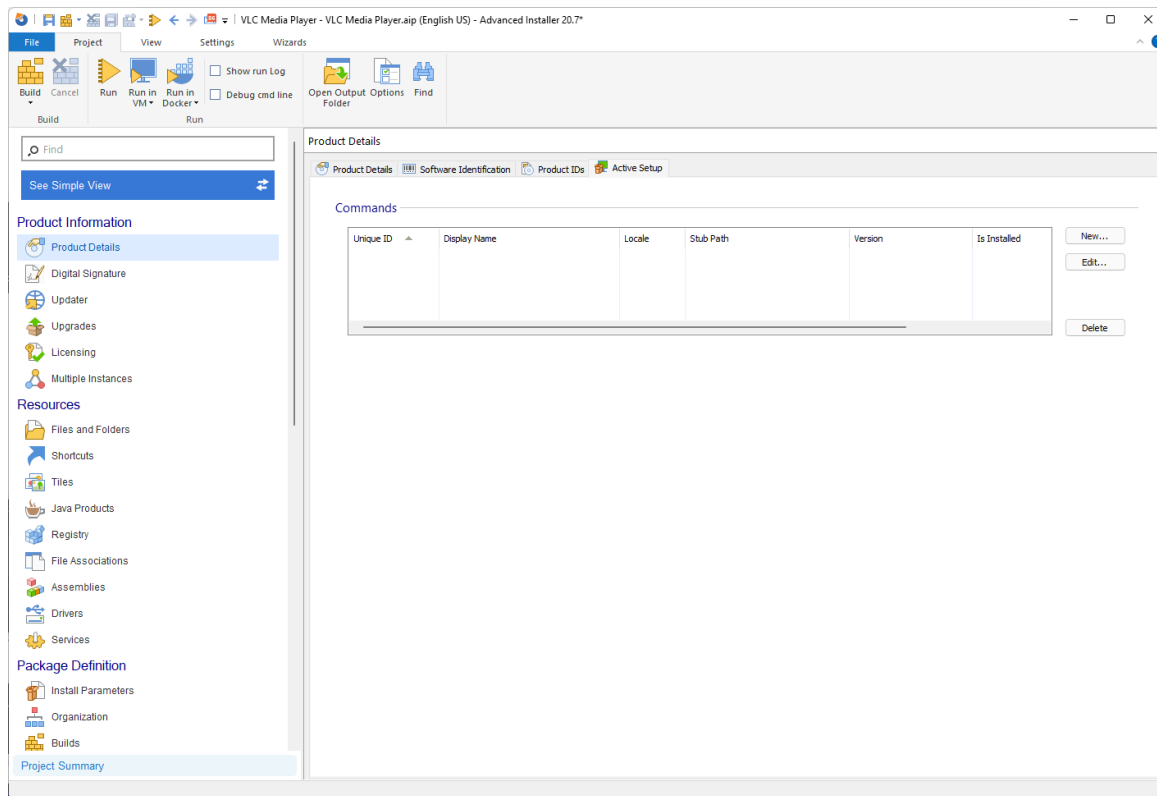 VLC Media Player - VLC Media Player.aip (English US) - Advanced Installer 20.7*
File Project View Settings Wizards
Build Cancel Run Run in VM Run in Docker Show run Log Debug cmd line Open Output Folder Options Find
Build Run
Find
See Simple View
Product Information
Product Details
Digital Signature
Updater
Upgrades
Licensing
Multiple Instances
Resources
Files and Folders
Shortcuts
Tiles
Java Products
Registry
File Associations
Assemblies
Drivers
Services
Package Definition
Install Parameters
Organization
Builds
Project Summary
Product Details
Product Details Software Identification Product IDs Active Setup
Commands
Unique ID Display Name Locale Stub Path Version Is Installed
New...
Edit...
Delete